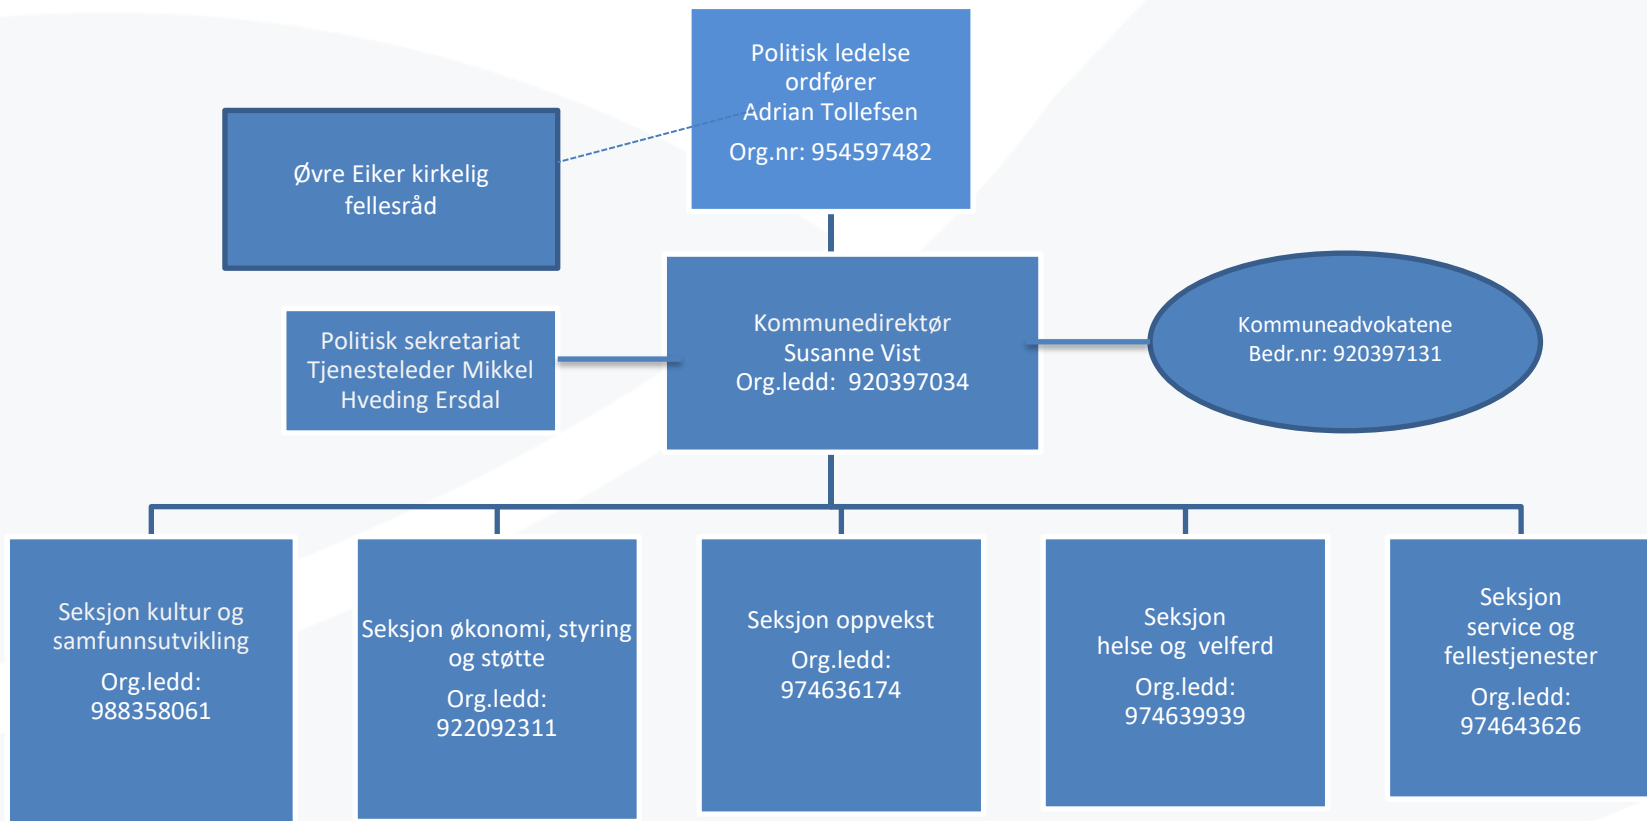 Politisk ledelse
ordfører
Adrian Tollefsen
Org.nr: 954597482
Øvre Eiker kirkelig
fellesråd
Kommunedirektør
Susanne Vist
Org.ledd: 920397034
Politisk sekretariat
Tjenesteleder Mikkel
Hveding Ersdal
Kommuneadvokatene
Bedr.nr: 920397131
Seksjon kultur og
samfunnsutvikling
Org.ledd:
988358061
Seksjon økonomi, styring
og støtte
Org.ledd:
922092311
Seksjon oppvekst
Org.ledd:
974636174
Seksjon
helse og velferd
Org.ledd:
974639939
Seksjon
service og
fellestjenester
Org.ledd:
974643626